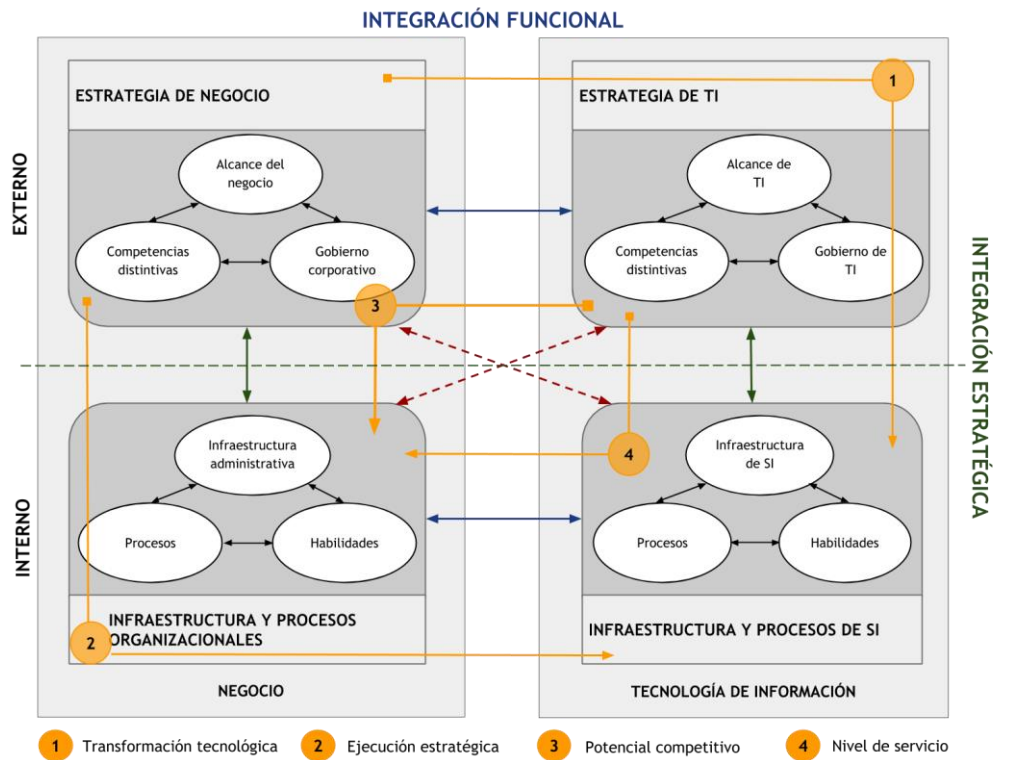 INTEGRACIÓN FUNCIONAL
ESTRATEGIA DE NEGOCIO
ESTRATEGIA DE TI
1
EXTERNO
Alcance del
negocio
Competencias
distintivas
Gobierno
corporativo
Alcance de
TI
Competencias
distintivas
Gobierno de
TI
3
INTEGRACIÓN ESTRATÉGICA
INTERNO
Infraestructura
administrativa
Procesos
Habilidades
4
Infraestructura
de SI
Procesos
Habilidades
2
INFRAESTRUCTURA Y PROCESOS
ORGANIZACIONALES
INFRAESTRUCTURA Y PROCESOS DE SI
NEGOCIO
TECNOLOGÍA DE INFORMACIÓN
1 Transformación tecnológica
2 Ejecución estratégica
3 Potencial competitivo
4 Nivel de servicio